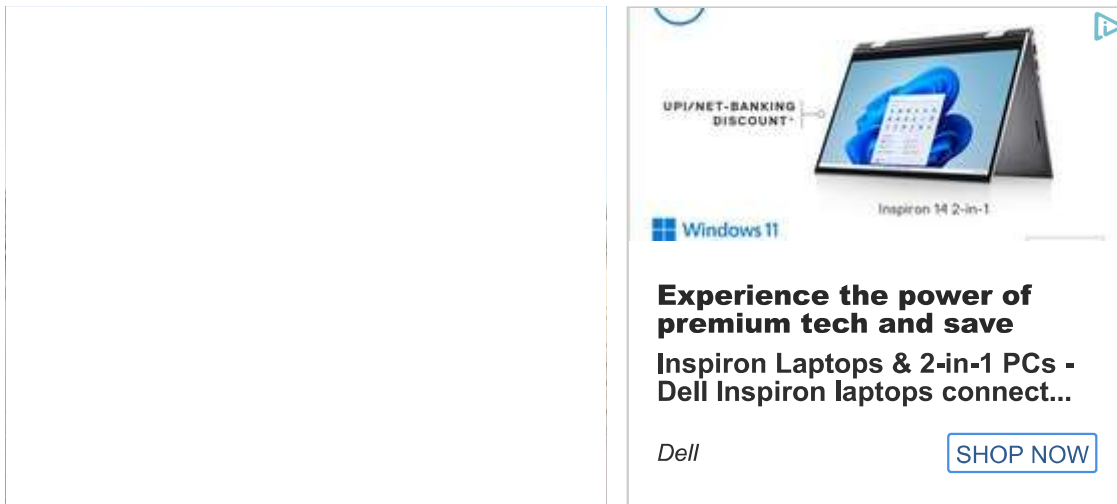 UPI/NET-BANKING
DISCOUNT*
Inspiron 14 2-in-1
Windows 11
Experience the power of
premium tech and save
Inspiron Laptops & 2-in-1 PCs -
Dell Inspiron laptops connect...
Dell
SHOP NOW